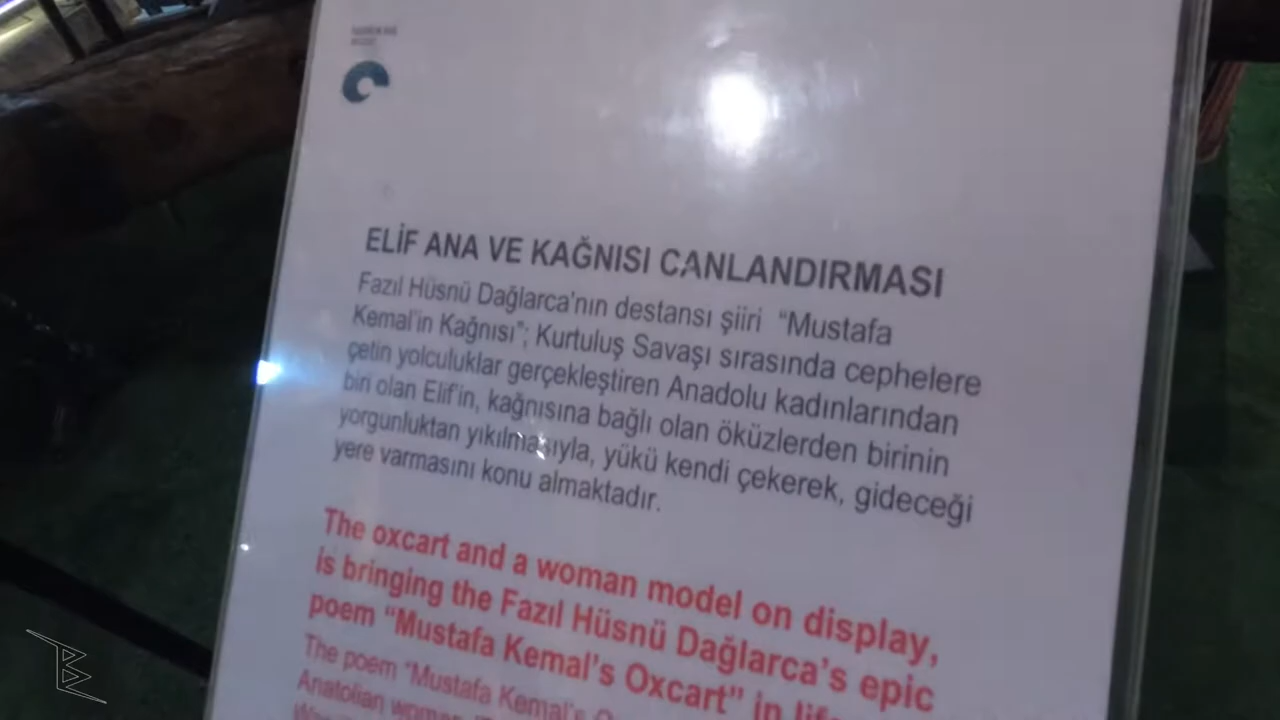 ELİF ANA VE KAĞNISI CANLANDIRMASI
Fazıl Hüsnü Dağlarca'nın destansı şiiri “Mustafa
Kemal'in Kağnısı”; Kurtuluş Savaşı sırasında cephelere
çetin yolculuklar gerçekleştiren Anadolu kadınlarından
biri olan Elif'in, kağnısına bağlı olan öküzlerden birinin
yorgunluktan yıkılmasıyla, yükü kendi çekerek, gideceği
yere varmasını konu almaktadır.
The oxcart and a woman model on display,
is bringing the Fazıl Hüsnü Dağlarca's epic
poem “Mustafa Kemal's Oxcart” in
The poem “Mustafa Kemal's
Anatolian